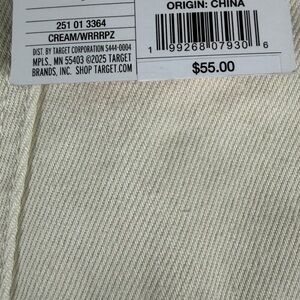 ORIGIN: CHINA
251 01 3364
CREAM/WRRRPZ
DIST. BY TARGET CORPORATION 5444-0004
MPLS., MN 55403 ©2025 TARGET
BRANDS, INC. SHOP TARGET.COM
1 99268 07930 6
$55.00